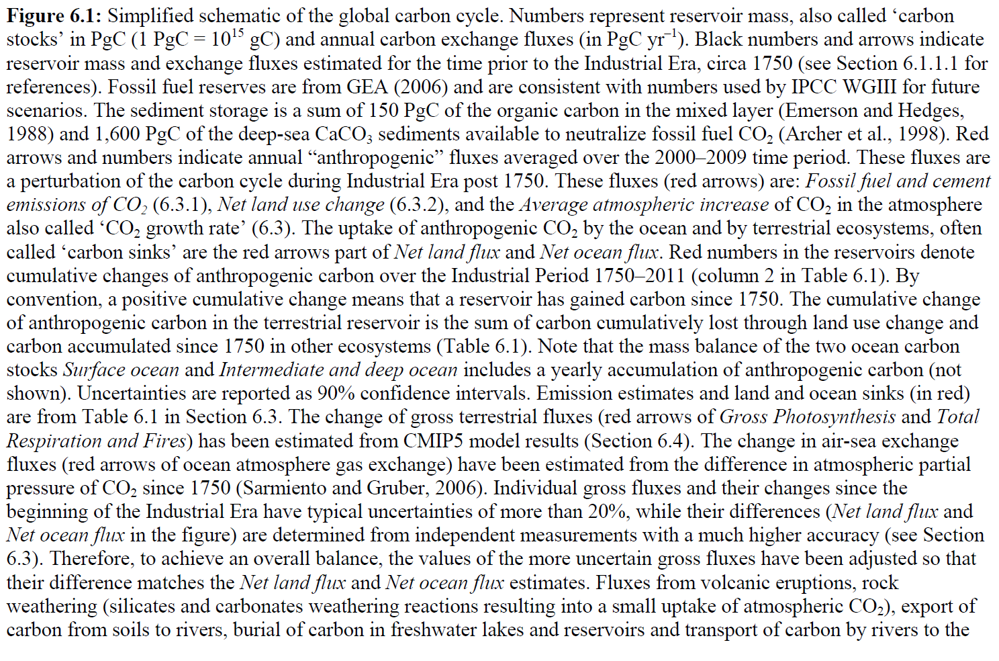 Figure 6.1: Simplified schematic of the global carbon cycle. Numbers represent reservoir mass, also called ‘carbon
stocks’ in PgC (1 PgC = 10¹⁵ gC) and annual carbon exchange fluxes (in PgC yr⁻¹). Black numbers and arrows indicate
reservoir mass and exchange fluxes estimated for the time prior to the Industrial Era, circa 1750 (see Section 6.1.1.1 for
references). Fossil fuel reserves are from GEA (2006) and are consistent with numbers used by IPCC WGIII for future
scenarios. The sediment storage is a sum of 150 PgC of the organic carbon in the mixed layer (Emerson and Hedges,
1988) and 1,600 PgC of the deep-sea CaCO₃ sediments available to neutralize fossil fuel CO₂ (Archer et al., 1998). Red
arrows and numbers indicate annual “anthropogenic” fluxes averaged over the 2000–2009 time period. These fluxes are
a perturbation of the carbon cycle during Industrial Era post 1750. These fluxes (red arrows) are: Fossil fuel and cement
emissions of CO₂ (6.3.1), Net land use change (6.3.2), and the Average atmospheric increase of CO₂ in the atmosphere
also called ‘CO₂ growth rate’ (6.3). The uptake of anthropogenic CO₂ by the ocean and by terrestrial ecosystems, often
called ‘carbon sinks’ are the red arrows part of Net land flux and Net ocean flux. Red numbers in the reservoirs denote
cumulative changes of anthropogenic carbon over the Industrial Period 1750–2011 (column 2 in Table 6.1). By
convention, a positive cumulative change means that a reservoir has gained carbon since 1750. The cumulative change
of anthropogenic carbon in the terrestrial reservoir is the sum of carbon cumulatively lost through land use change and
carbon accumulated since 1750 in other ecosystems (Table 6.1). Note that the mass balance of the two ocean carbon
stocks Surface ocean and Intermediate and deep ocean includes a yearly accumulation of anthropogenic carbon (not
shown). Uncertainties are reported as 90% confidence intervals. Emission estimates and land and ocean sinks (in red)
are from Table 6.1 in Section 6.3. The change of gross terrestrial fluxes (red arrows of Gross Photosynthesis and Total
Respiration and Fires) has been estimated from CMIP5 model results (Section 6.4). The change in air-sea exchange
fluxes (red arrows of ocean atmosphere gas exchange) have been estimated from the difference in atmospheric partial
pressure of CO₂ since 1750 (Sarmiento and Gruber, 2006). Individual gross fluxes and their changes since the
beginning of the Industrial Era have typical uncertainties of more than 20%, while their differences (Net land flux and
Net ocean flux in the figure) are determined from independent measurements with a much higher accuracy (see Section
6.3). Therefore, to achieve an overall balance, the values of the more uncertain gross fluxes have been adjusted so that
their difference matches the Net land flux and Net ocean flux estimates. Fluxes from volcanic eruptions, rock
weathering (silicates and carbonates weathering reactions resulting into a small uptake of atmospheric CO₂), export of
carbon from soils to rivers, burial of carbon in freshwater lakes and reservoirs and transport of carbon by rivers to the